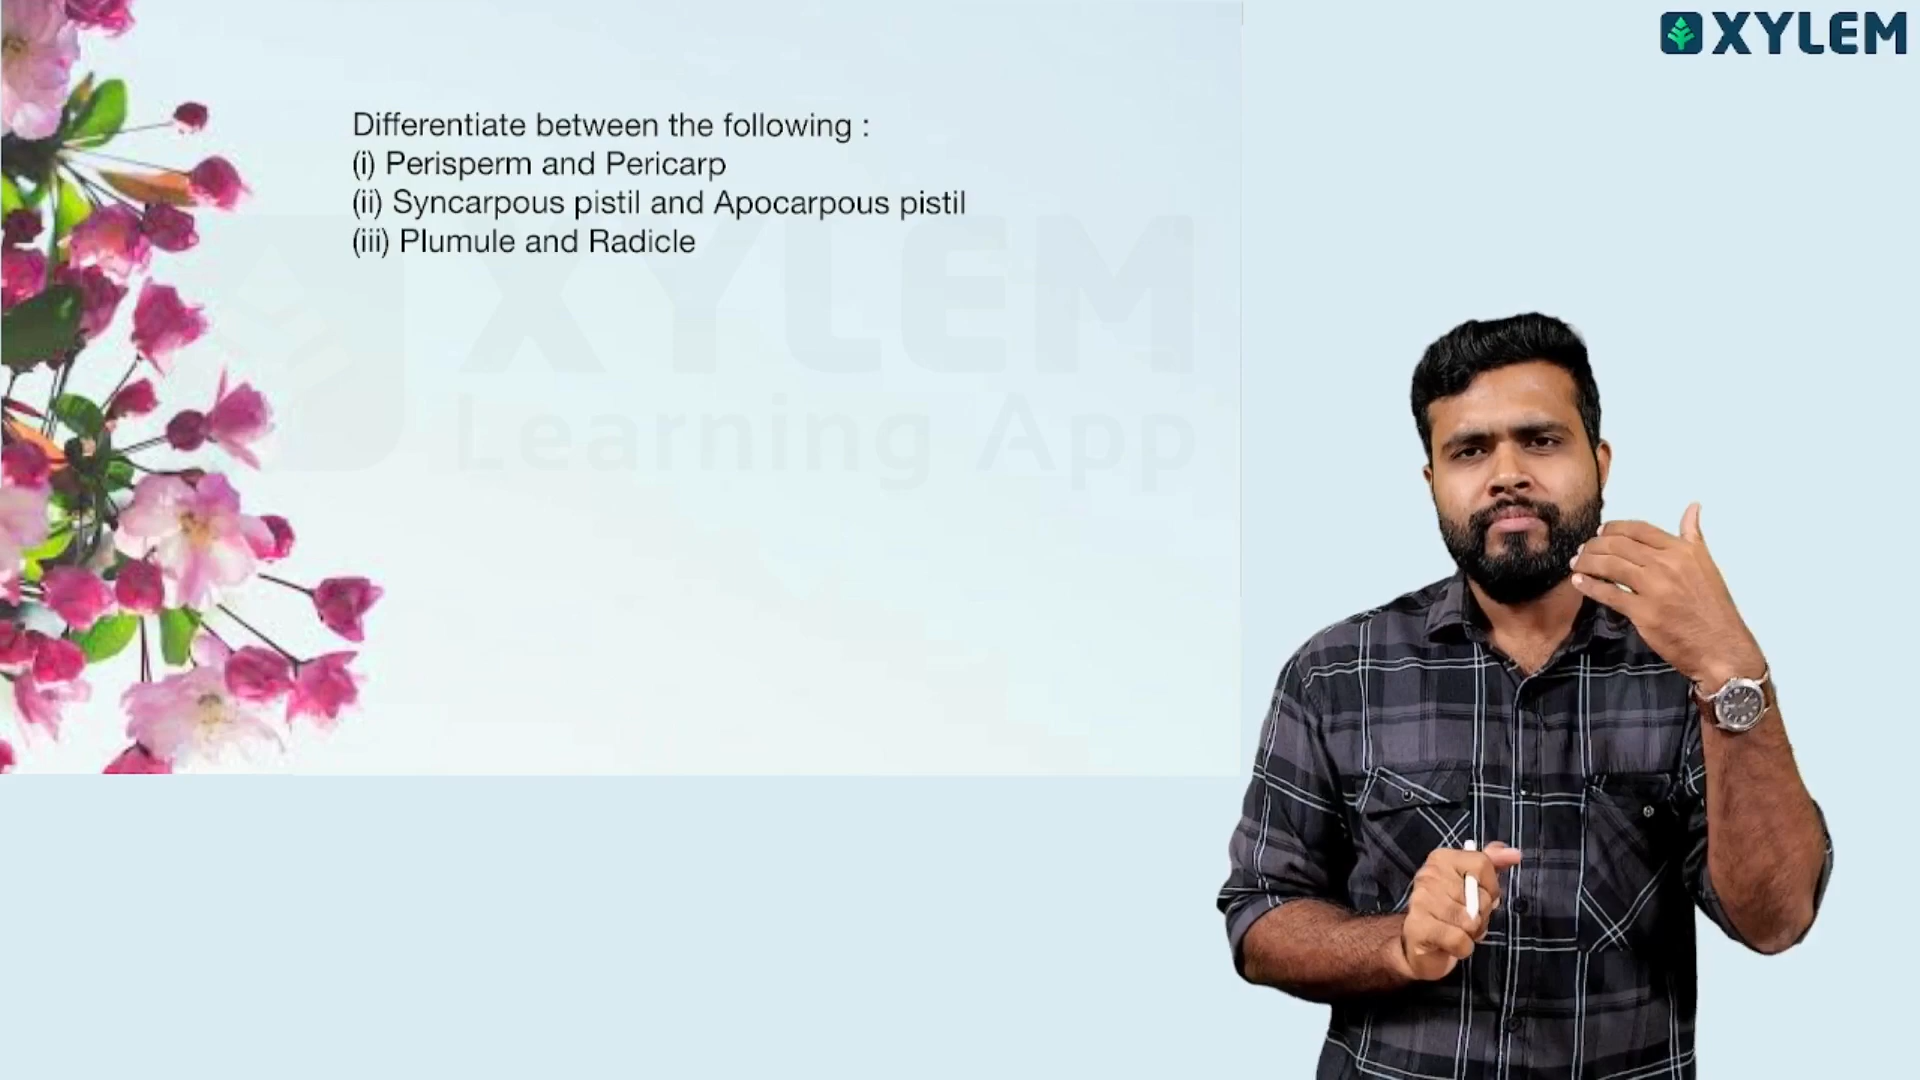 XYLEM
Differentiate between the following :
(i) Perisperm and Pericarp
(ii) Syncarpous pistil and Apocarpous pistil
(iii) Plumule and Radicle
XYLEM
Learning App